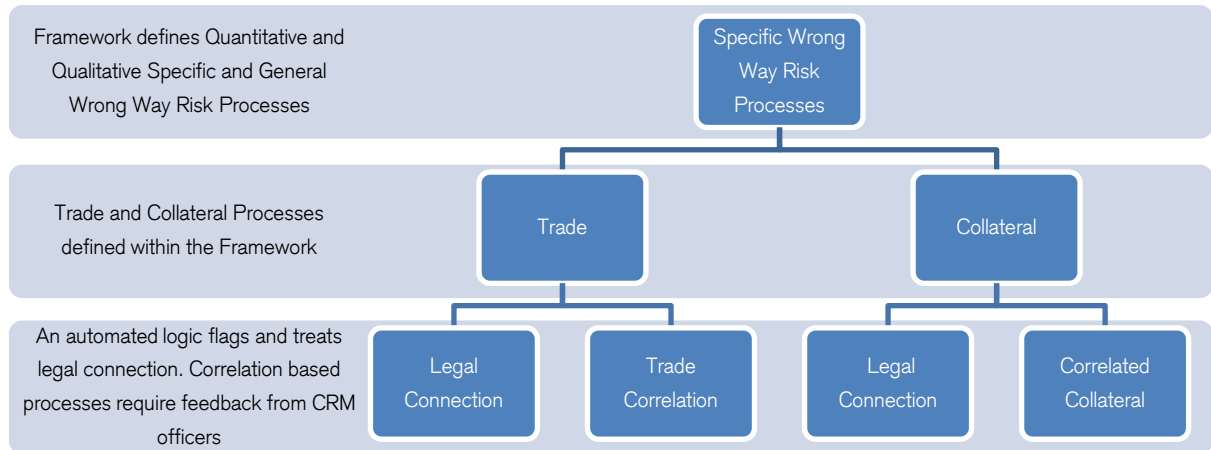 Framework defines Quantitative and
Qualitative Specific and General
Wrong Way Risk Processes
Specific Wrong
Way Risk
Processes
Trade and Collateral Processes
defined within the Framework
Trade
Collateral
An automated logic flags and treats
legal connection. Correlation based
processes require feedback from CRM
officers
Legal
Connection
Trade
Correlation
Legal
Connection
Correlated
Collateral